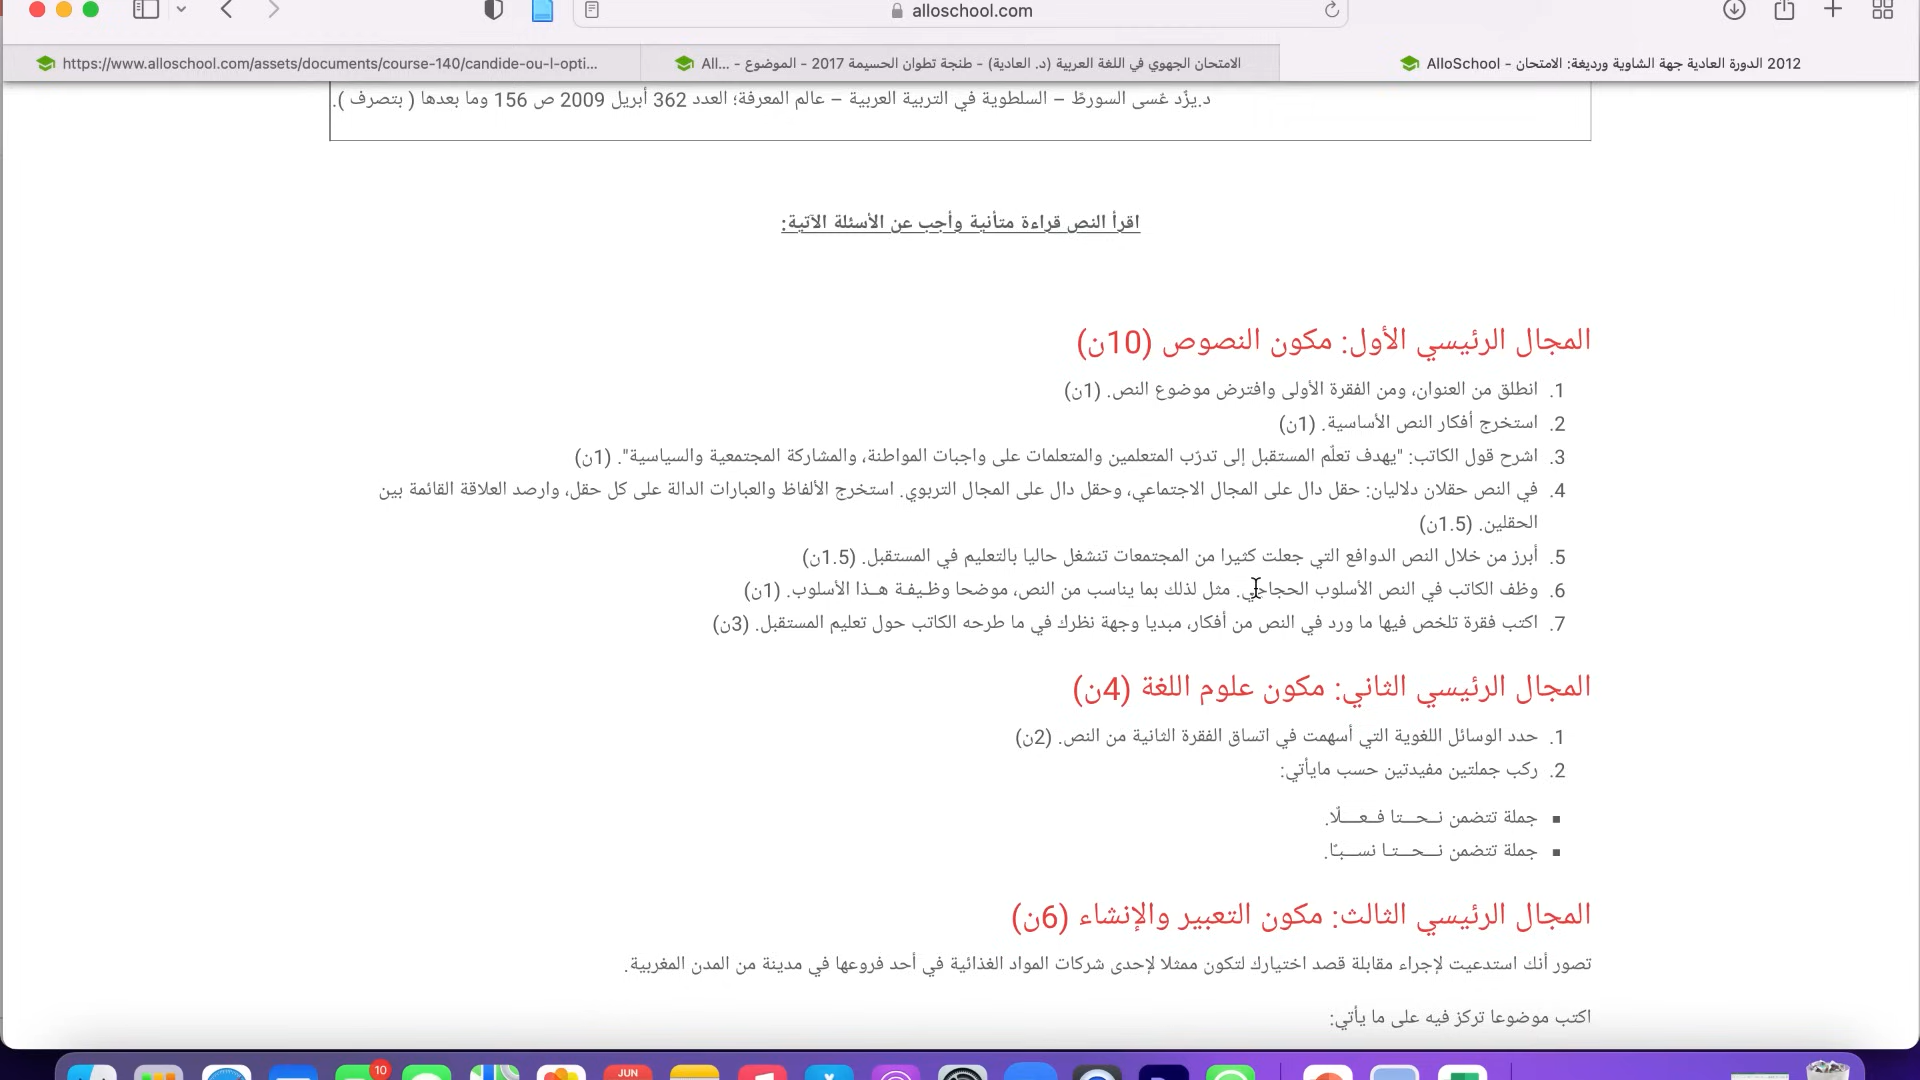 alloschool.com
https://www.alloschool.com/assets/documents/course-140/candide-ou-l-opti...
الامتحان الجهوي في اللغة العربية (د. العادية) - طنجة تطوان الحسيمة 2017 - الموضوع - All...
2012 الدورة العادية جهة الشاوية ورديغة: الامتحان - AlloSchool
د.يزّد عّسى السورطّ – السلطوية في التربية العربية – عالم المعرفة؛ العدد 362 أبريل 2009 ص 156 وما بعدها ( بتصرف ).
اقرأ النص قراءة متأنية وأجب عن الأسئلة الآتية:
المجال الرئيسي الأول: مكون النصوص (10ن)
1. انطلق من العنوان، ومن الفقرة الأولى وافترض موضوع النص. (1ن)
2. استخرج أفكار النص الأساسية. (1ن)
3. اشرح قول الكاتب: "يهدف تعلّم المستقبل إلى تدرّب المتعلمين والمتعلمات على واجبات المواطنة، والمشاركة المجتمعية والسياسية". (1ن)
4. في النص حقلان دلاليان: حقل دال على المجال الاجتماعي، وحقل دال على المجال التربوي. استخرج الألفاظ والعبارات الدالة على كل حقل، وارصد العلاقة القائمة بين
الحقلين. (1.5ن)
5. أبرز من خلال النص الدوافع التي جعلت كثيرا من المجتمعات تنشغل حاليا بالتعليم في المستقبل. (1.5ن)
6. وظف الكاتب في النص الأسلوب الحجاجي. مثل لذلك بما يناسب من النص، موضحا وظـيفـة هــذا الأسلوب. (1ن)
7. اكتب فقرة تلخص فيها ما ورد في النص من أفكار، مبديا وجهة نظرك في ما طرحه الكاتب حول تعليم المستقبل. (3ن)
المجال الرئيسي الثاني: مكون علوم اللغة (4ن)
1. حدد الوسائل اللغوية التي أسهمت في اتساق الفقرة الثانية من النص. (2ن)
2. ركب جملتين مفيدتين حسب مايأتي:
▪ جملة تتضمن نــحــتا فــعــــلّا.
▪ جملة تتضمن نـــحـــتـا نســـبـًا.
المجال الرئيسي الثالث: مكون التعبير والإنشاء (6ن)
تصور أنك استدعيت لإجراء مقابلة قصد اختيارك لتكون ممثلا لإحدى شركات المواد الغذائية في أحد فروعها في مدينة من المدن المغربية.
اكتب موضوعا تركز فيه على ما يأتي:
10
JUN